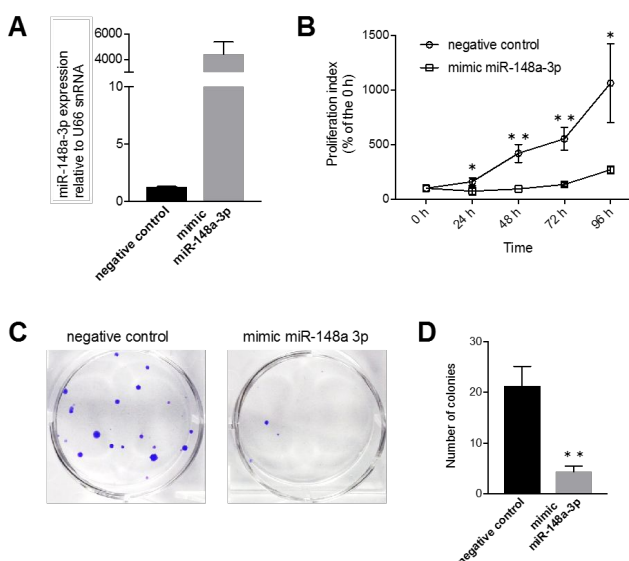 A
miR-148a-3p expression
relative to U66 snRNA
6000
4000
2000
10
5
0
negative control
mimic
miR-148a-3p
B
Proliferation index
(% of the 0 h)
1500
1000
500
0
negative control
mimic miR-148a-3p
*
* *
* *
*
0 h
24 h
48 h
72 h
96 h
Time
C
negative control
mimic miR-148a 3p
D
Number of colonies
30
20
10
0
* *
negative control
mimic
miR-148a-3p